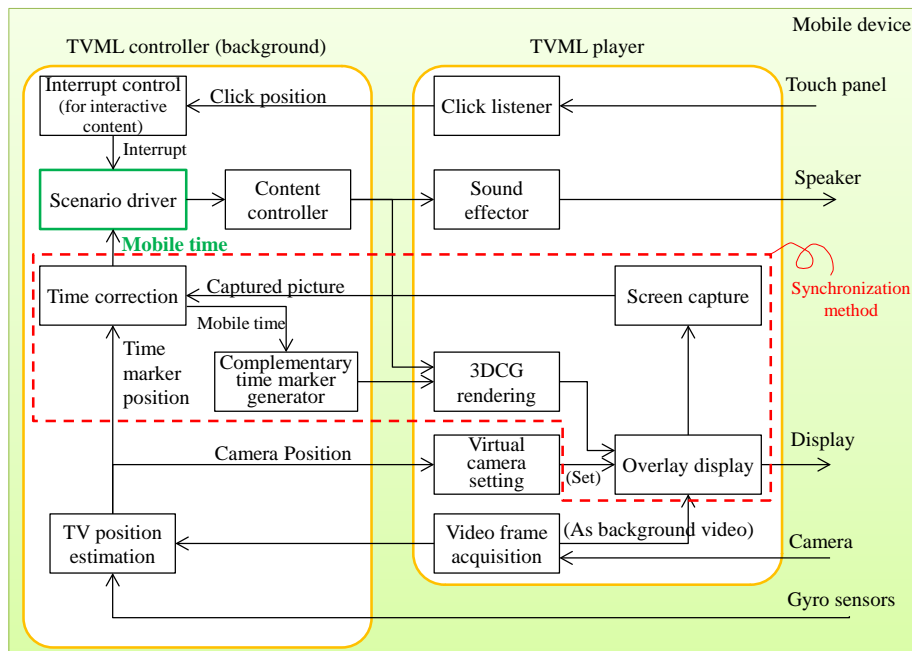 Mobile device
TVML controller (background)
TVML player
Interrupt control
(for interactive
content)
Click position
Click listener
Touch panel
Interrupt
Scenario driver
Content
controller
Sound
effector
Speaker
Mobile time
Time correction
Captured picture
Screen capture
Synchronization
method
Mobile time
Time
marker
position
Complementary
time marker
generator
3DCG
rendering
Camera Position
Virtual
camera
setting
(Set)
Overlay display
Display
TV position
estimation
Video frame
acquisition
(As background video)
Camera
Gyro sensors